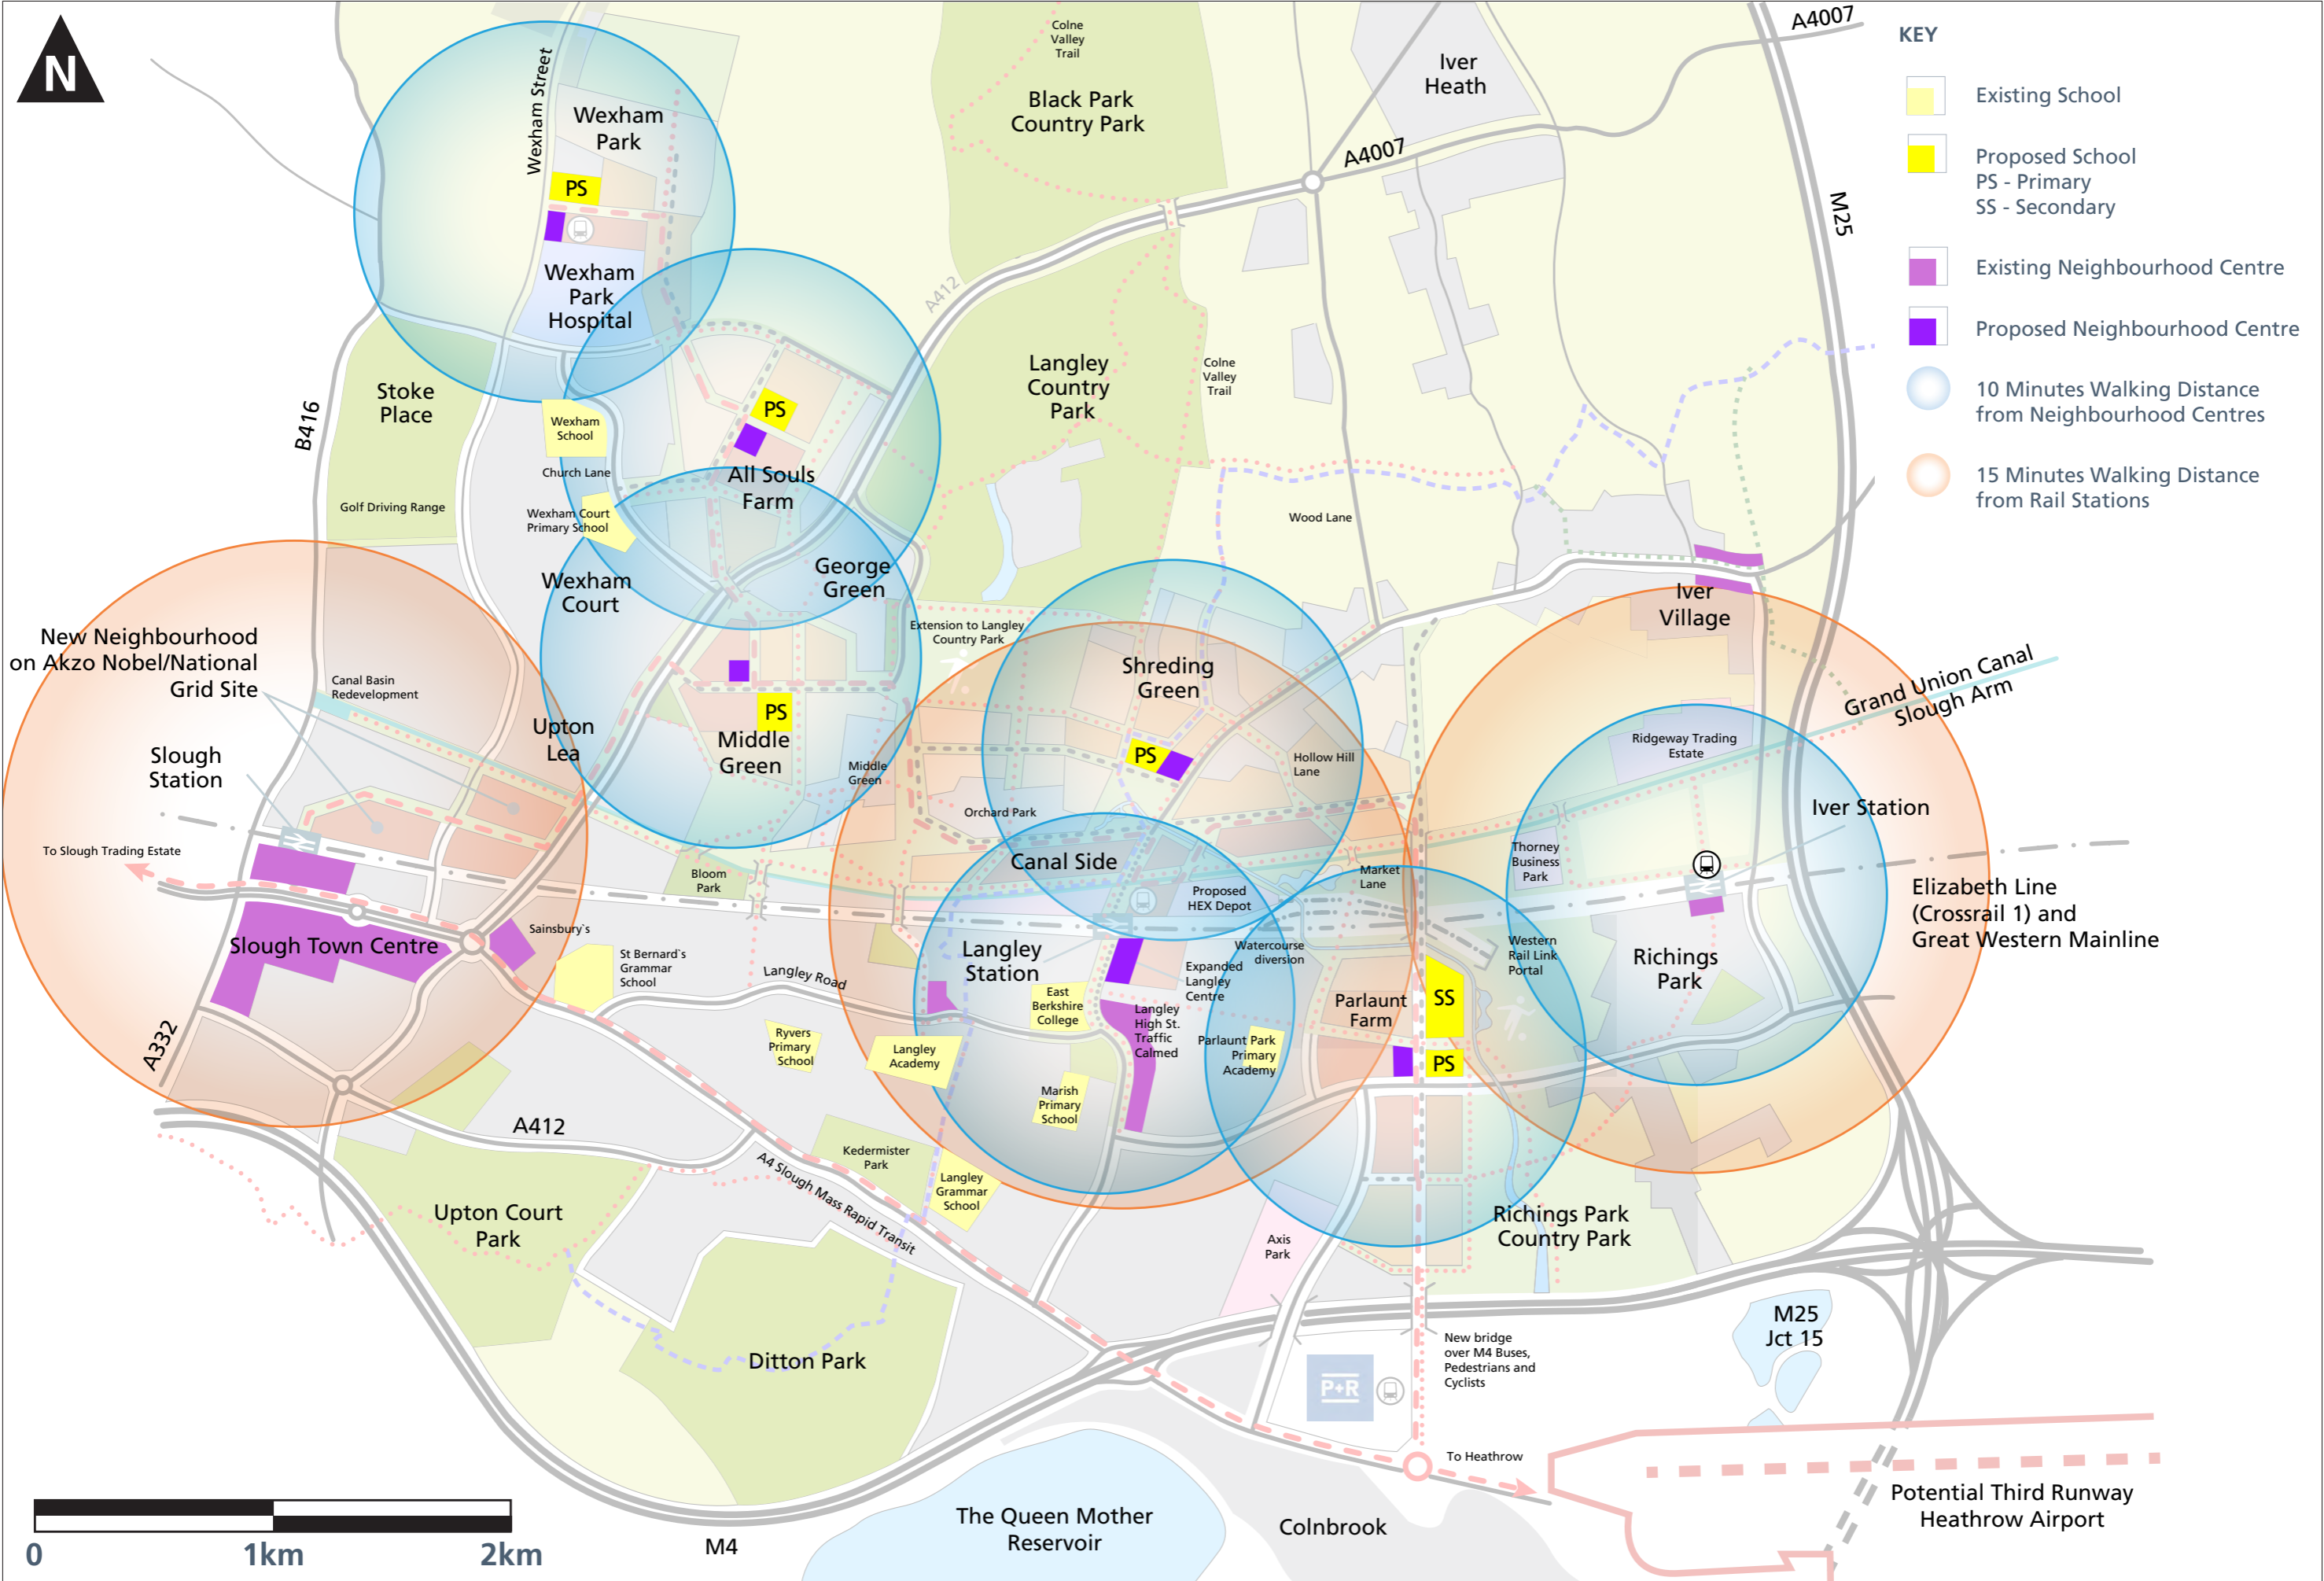 N
Wexham Street
Wexham
Park
PS
Wexham
Park
Hospital
Colne
Valley
Trail
Black Park
Country Park
Iver
Heath
A4007
A4007
M25
KEY
Existing School
Proposed School
PS - Primary
SS - Secondary
Existing Neighbourhood Centre
Proposed Neighbourhood Centre
10 Minutes Walking Distance
from Neighbourhood Centres
15 Minutes Walking Distance
from Rail Stations
A412
Stoke
Place
B416
Golf Driving Range
Wexham
School
Church Lane
Wexham Court
Primary School
PS
All Souls
Farm
Langley
Country
Park
Colne
Valley
Trail
Wood Lane
Wexham
Court
George
Green
Extension to Langley
Country Park
Iver
Village
New Neighbourhood
on Akzo Nobel/National
Grid Site
Canal Basin
Redevelopment
Slough
Station
Upton
Lea
PS
Middle
Green
Middle
Green
Shreding
Green
PS
Hollow Hill
Lane
Orchard Park
Grand Union Canal
Slough Arm
Ridgeway Trading
Estate
Iver Station
To Slough Trading Estate
Canal Side
Bloom
Park
Market
Lane
Thorney
Business
Park
Proposed
HEX Depot
Elizabeth Line
(Crossrail 1) and
Great Western Mainline
Slough Town Centre
Sainsbury`s
St Bernard`s
Grammar
School
Langley Road
Langley
Station
Watercourse
diversion
Western
Rail Link
Portal
Richings
Park
Expanded
Langley
Centre
East
Berkshire
College
Langley
High St.
Traffic
Calmed
Parlaunt
Farm
SS
PS
A332
Ryvers
Primary
School
Langley
Academy
Parlaunt Park
Primary
Academy
Marish
Primary
School
A412
Kedermister
Park
A4 Slough Mass Rapid Transit
Langley
Grammar
School
Upton Court
Park
Axis
Park
Richings Park
Country Park
Ditton Park
M25
Jct 15
New bridge
over M4 Buses,
Pedestrians and
Cyclists
P+R
To Heathrow
Potential Third Runway
Heathrow Airport
The Queen Mother
Reservoir
Colnbrook
M4
0
1km
2km